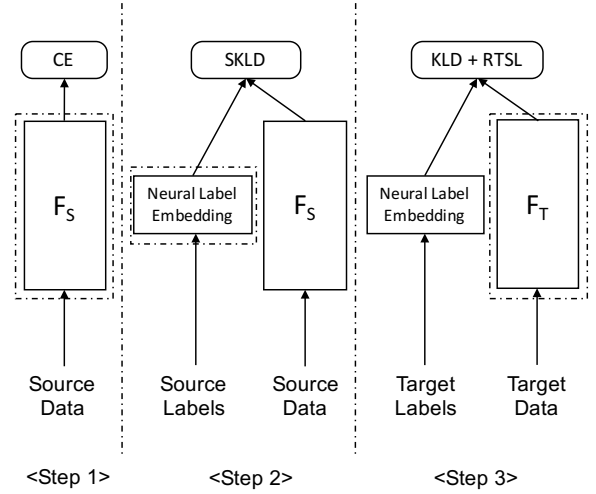 CE
SKLD
KLD + RTSL
F_S
Neural Label
Embedding
F_S
Neural Label
Embedding
F_T
Source
Data
Source
Labels
Source
Data
Target
Labels
Target
Data
<Step 1>
<Step 2>
<Step 3>